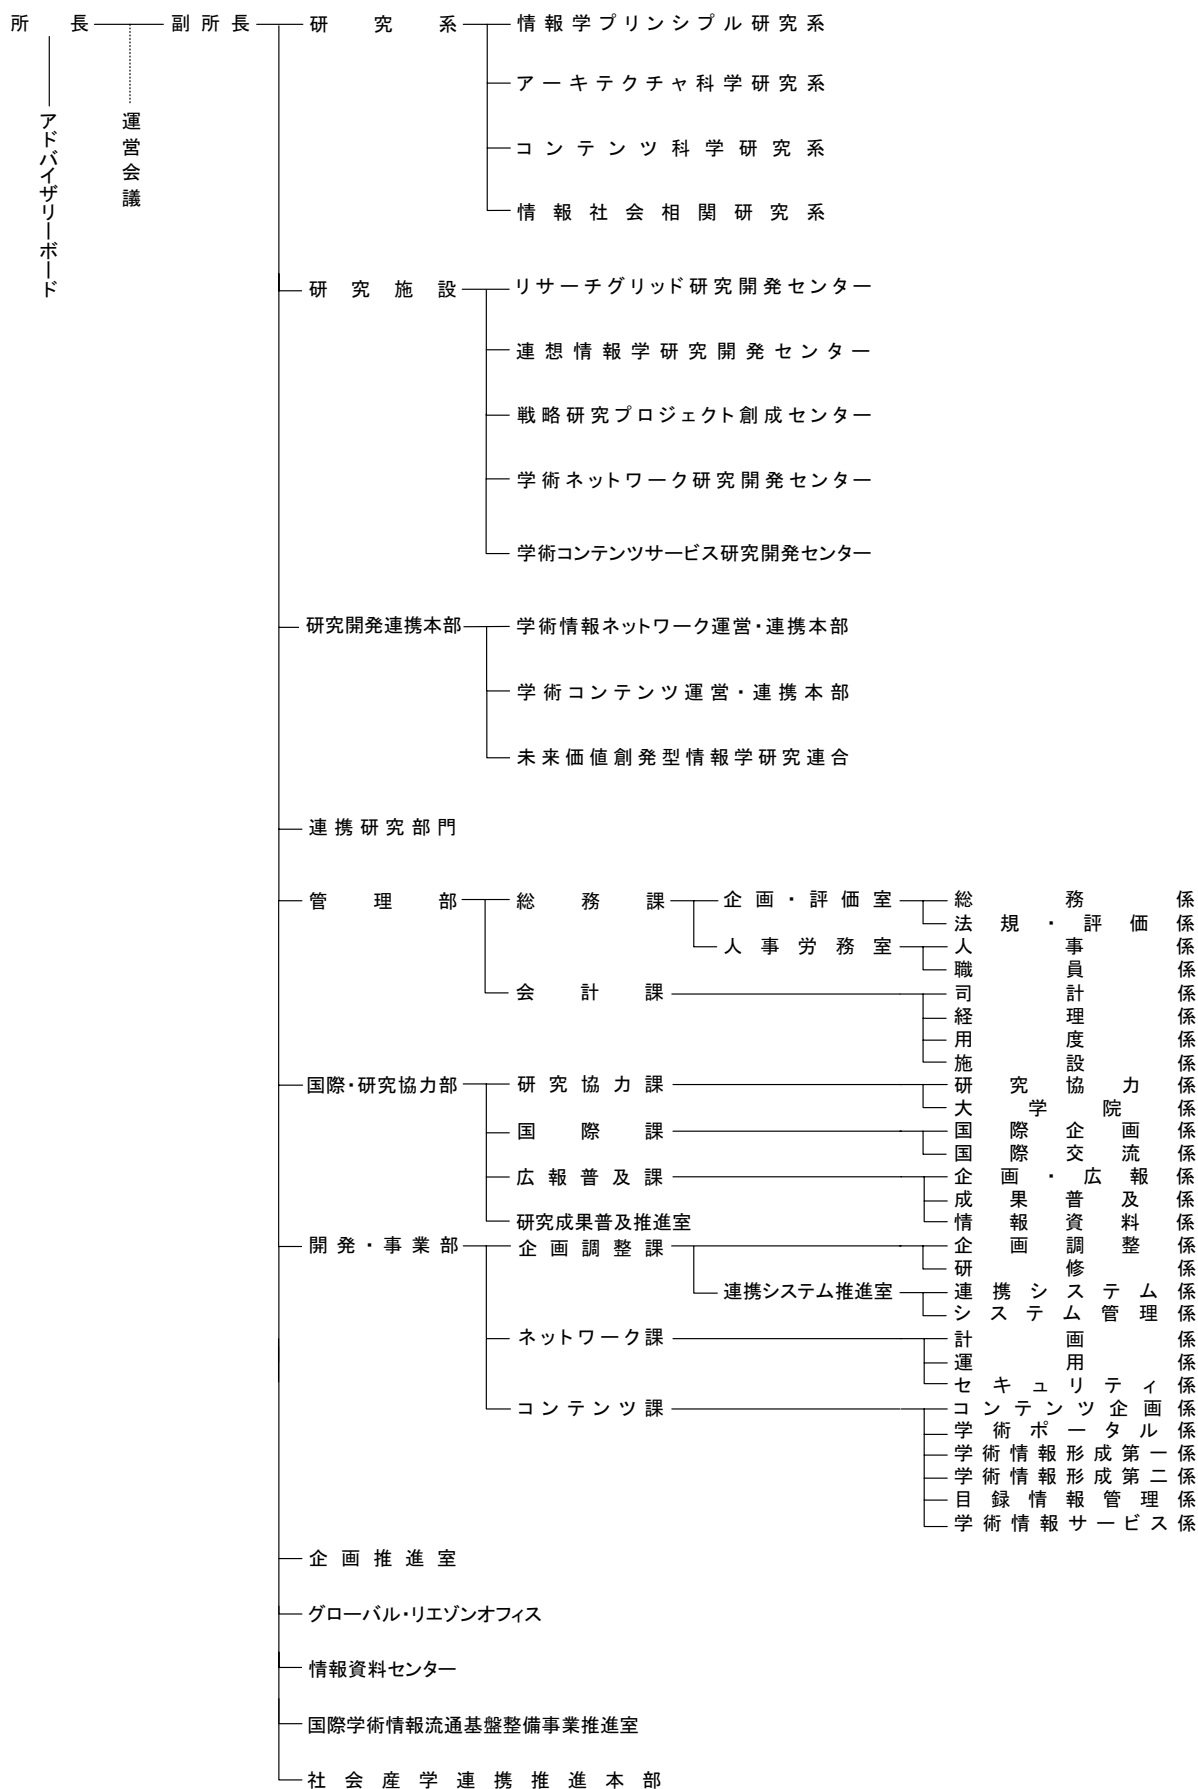 所長 副所長 研究系 情報学プリンシプル研究系
アーキテクチャ科学研究系
コンテンツ科学研究系
情報社会相関研究系
アドバイザリーボード
運営会議
研究施設 リサーチグリッド研究開発センター
連想情報学研究開発センター
戦略研究プロジェクト創成センター
学術ネットワーク研究開発センター
学術コンテンツサービス研究開発センター
研究開発連携本部 学術情報ネットワーク運営・連携本部
学術コンテンツ運営・連携本部
未来価値創発型情報学研究連合
連携研究部門
管理部 総務課 企画・評価室 総務係
法規・評価係
人事労務室 人事係
職員係
会計課 司計係
経理係
用度係
施設係
国際・研究協力部 研究協力課 研究協力係
大学院係
国際課 国際企画係
国際交流係
広報普及課 企画・広報係
成果普及係
研究成果普及推進室 情報資料係
開発・事業部 企画調整課 企画調整係
研修係
連携システム推進室 連携システム係
システム管理係
ネットワーク課 計画係
運用係
セキュリティ係
コンテンツ課 コンテンツ企画係
学術ポータル係
学術情報形成第一係
学術情報形成第二係
目録情報管理係
学術情報サービス係
企画推進室
グローバル・リエゾンオフィス
情報資料センター
国際学術情報流通基盤整備事業推進室
社会産学連携推進本部